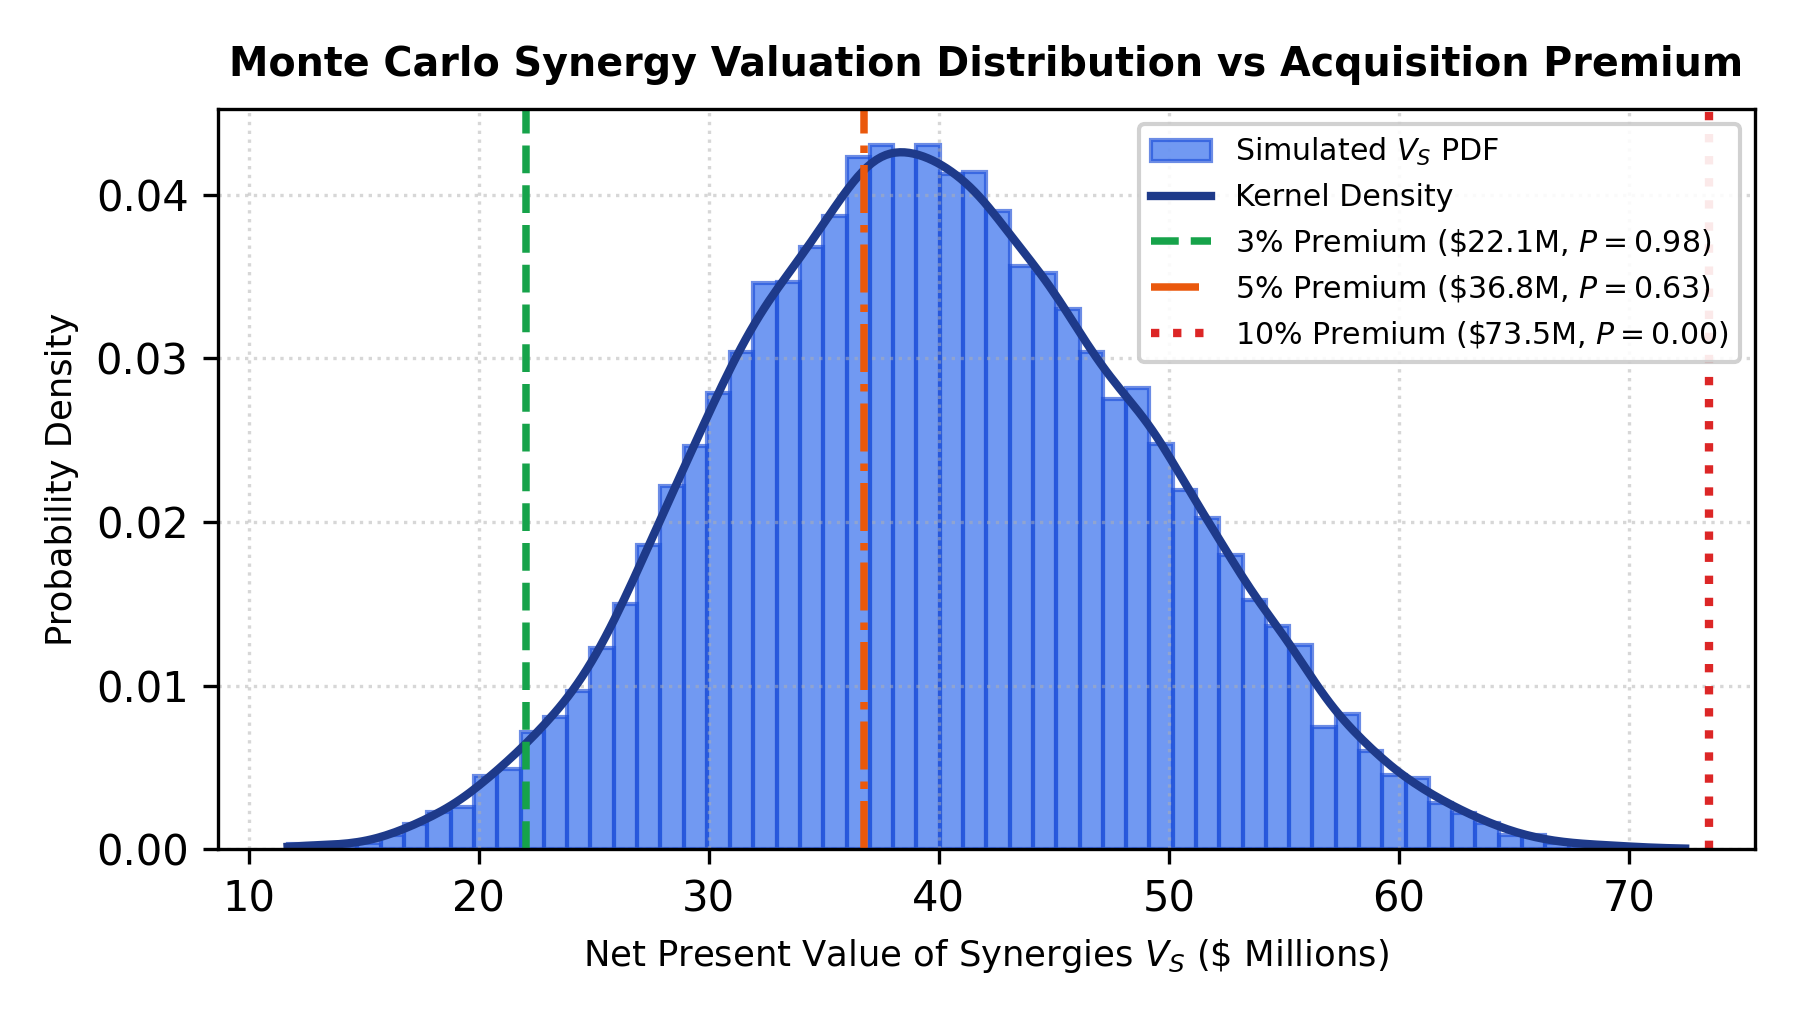 Monte Carlo Synergy Valuation Distribution vs Acquisition Premium
Simulated V_S PDF
Kernel Density
3% Premium ($22.1M, P = 0.98)
5% Premium ($36.8M, P = 0.63)
10% Premium ($73.5M, P = 0.00)
Probability Density
0.04
0.03
0.02
0.01
0.00
10 20 30 40 50 60 70
Net Present Value of Synergies V_S ($ Millions)